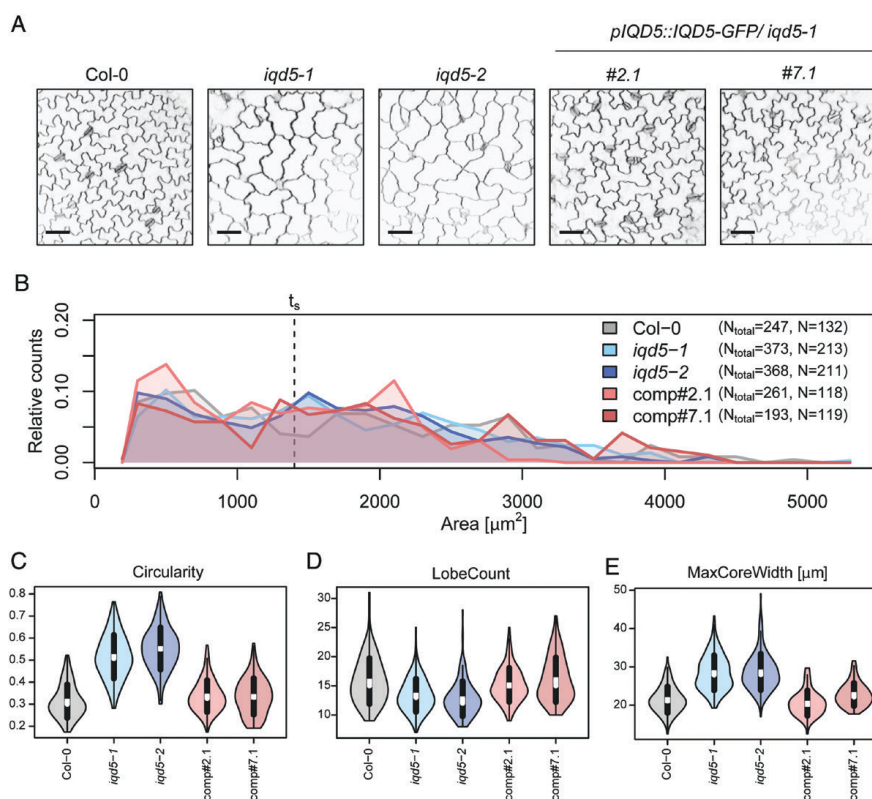 A
pIQD5::IQD5-GFP/ iqd5-1
Col-0 iqd5-1 iqd5-2 #2.1 #7.1
B
ts
Relative counts
0.20
0.10
0.00
Col−0 (Ntotal=247, N=132)
iqd5−1 (Ntotal=373, N=213)
iqd5−2 (Ntotal=368, N=211)
comp#2.1 (Ntotal=261, N=118)
comp#7.1 (Ntotal=193, N=119)
0 1000 2000 3000 4000 5000
Area [µm²]
C
Circularity
0.8
0.7
0.6
0.5
0.4
0.3
0.2
Col-0 iqd5-1 iqd5-2 comp#2.1 comp#7.1
D
LobeCount
30
25
20
15
10
Col-0 iqd5-1 iqd5-2 comp#2.1 comp#7.1
E
MaxCoreWidth [µm]
50
40
30
20
Col-0 iqd5-1 iqd5-2 comp#2.1 comp#7.1